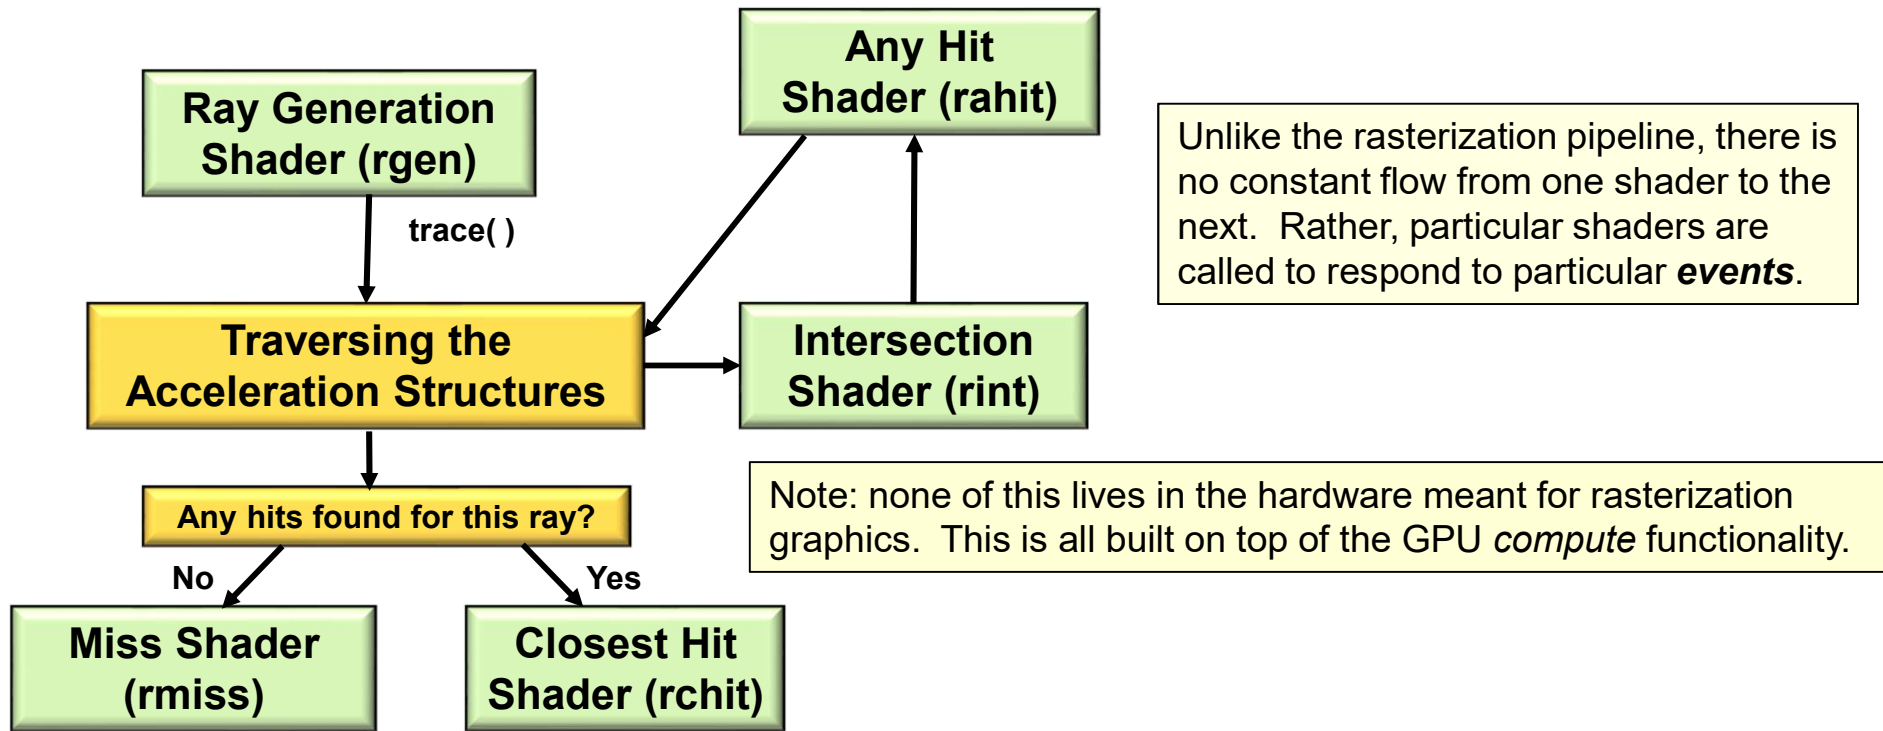 Ray Generation
Shader (rgen)
trace( )
Any Hit
Shader (rahit)
Traversing the
Acceleration Structures
Intersection
Shader (rint)
Any hits found for this ray?
No
Yes
Miss Shader
(rmiss)
Closest Hit
Shader (rchit)
Unlike the rasterization pipeline, there is
no constant flow from one shader to the
next.  Rather, particular shaders are
called to respond to particular events.
Note: none of this lives in the hardware meant for rasterization
graphics.  This is all built on top of the GPU compute functionality.